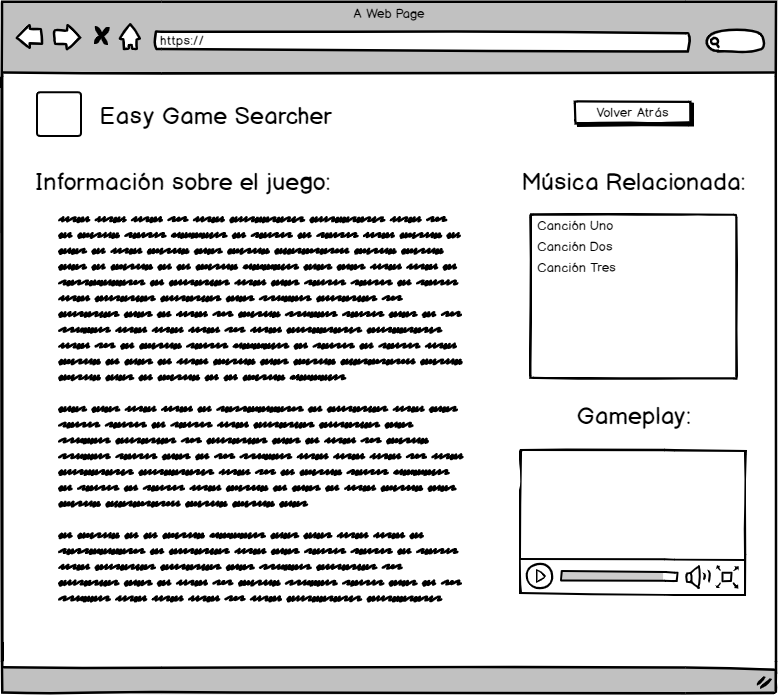 A Web Page
https://
Easy Game Searcher
Volver Atrás
Información sobre el juego:
Música Relacionada:
Canción Uno
Canción Dos
Canción Tres
Gameplay: